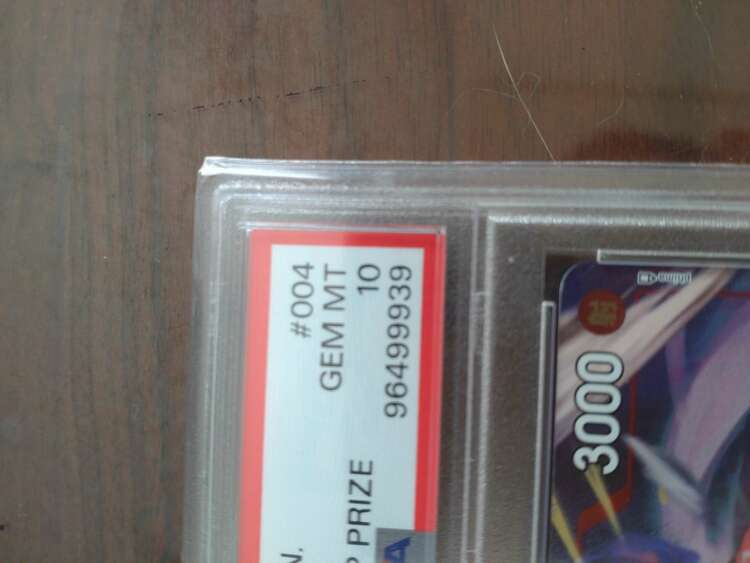 N. #004
GEM MT
P PRIZE 10
A 96499939
3000